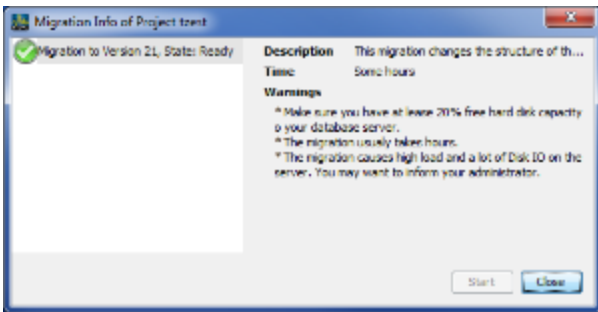 Migration Info of Project tzent
Migration to Version 21, State: Ready
Description This migration changes the structure of th...
Time Some hours
Warnings
* Make sure you have at lease 20% free hard disk capacity
o your database server.
* The migration usualy takes hours.
* The migration causes high load and a lot of Disk IO on the
server. You may want to inform your administrator.
Start Close